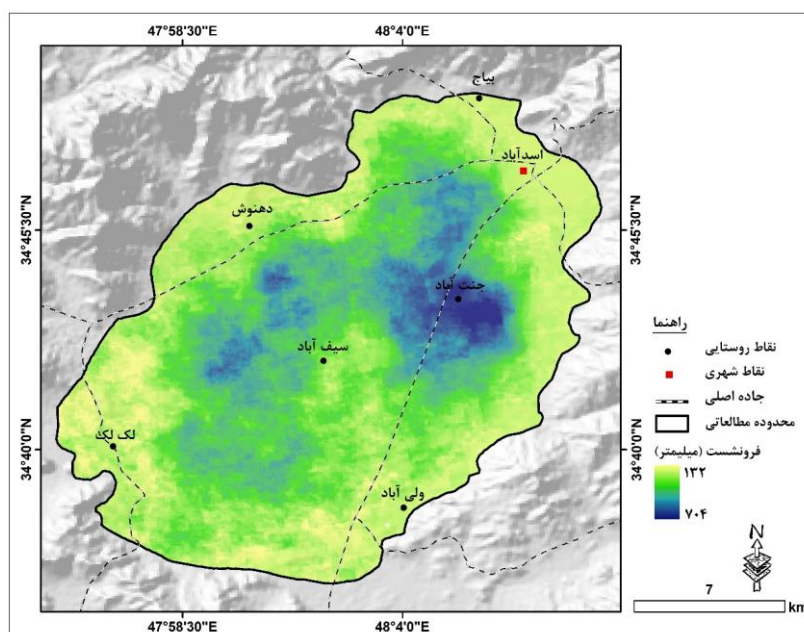 47°58'30"E
48°4'0"E
بیاج
اسدآباد
34°45'30"N
34°45'30"N
دهنوش
جنت آباد
سیف آباد
34°40'0"N
34°40'0"N
لک لک
ولی آباد
راهنما
نقاط روستایی
نقاط شهری
جاده اصلی
محدوده مطالعاتی
فرونشست (میلیمتر)
۱۳۲
۷۰۴
N
7
km
47°58'30"E
48°4'0"E